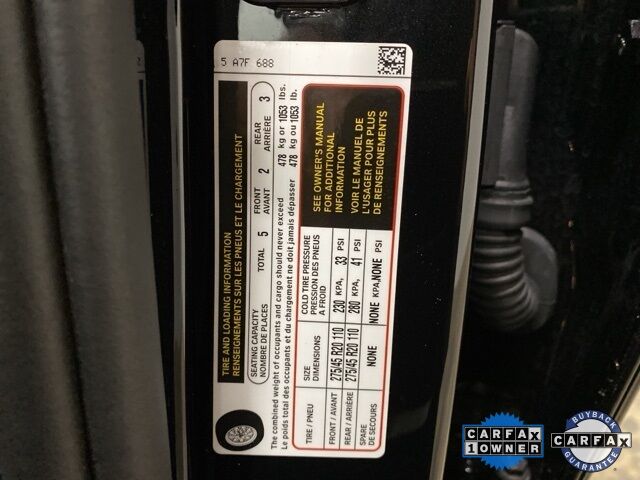 5 A7F 688
TIRE AND LOADING INFORMATION
RENSEIGNEMENTS SUR LES PNEUS ET LE CHARGEMENT
SEATING CAPACITY
NOMBRE DE PLACES
TOTAL 5 FRONT AVANT 2 REAR ARRIÈRE 3
The combined weight of occupants and cargo should never exceed 478 kg or 1053 lbs.
Le poids total des occupants et du chargement ne doit jamais dépasser 478 kg ou 1053 lb.
TIRE / PNEU SIZE DIMENSIONS COLD TIRE PRESSURE PRESSION DES PNEUS A FROID
FRONT / AVANT 275/45 R20 110 230 KPA, 33 PSI
REAR / ARRIÈRE 275/45 R20 110 280 KPA, 41 PSI
SPARE DE SECOURS NONE NONE KPA, NONE PSI
SEE OWNER'S MANUAL
FOR ADDITIONAL
INFORMATION
VOIR LE MANUEL DE
L'USAGER POUR PLUS
DE RENSEIGNEMENTS
CARFAX
1 OWNER
BUYBACK
CARFAX
GUARANTEE